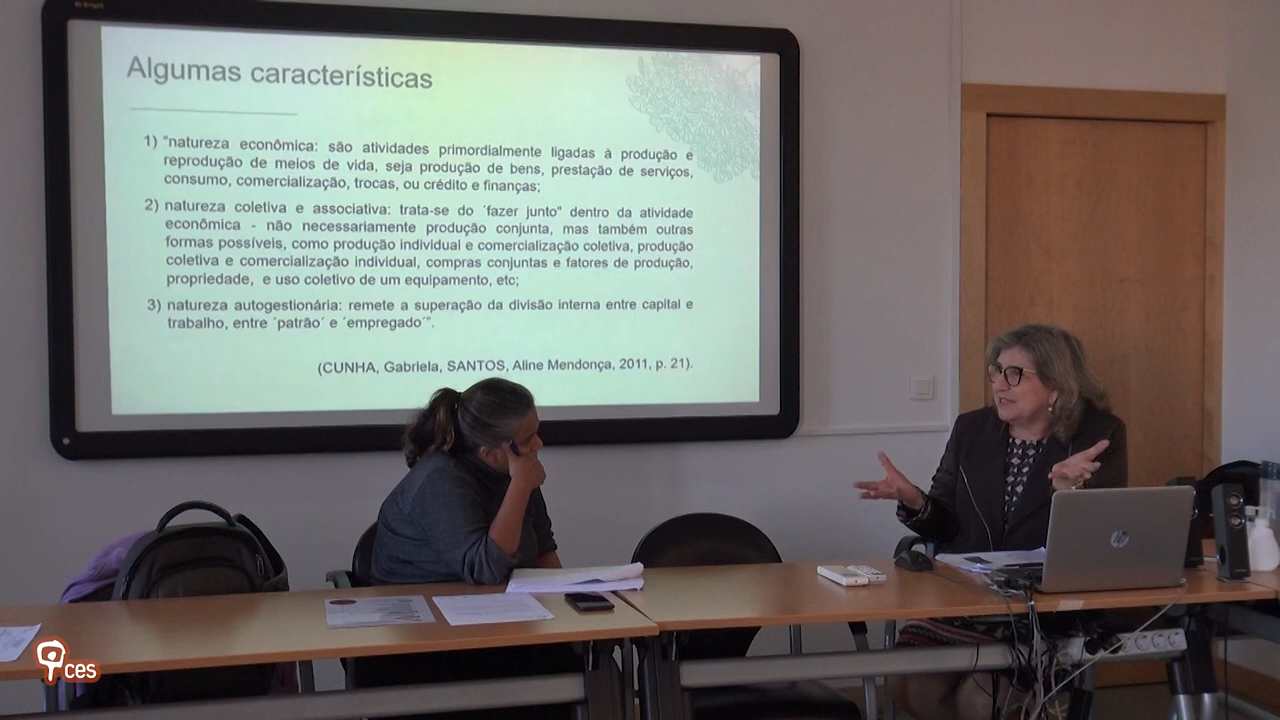 Algumas características
1) "natureza econômica: são atividades primordialmente ligadas à produção e
reprodução de meios de vida, seja produção de bens, prestação de serviços,
consumo, comercialização, trocas, ou crédito e finanças;
2) natureza coletiva e associativa: trata-se do ´fazer junto" dentro da atividade
econômica - não necessariamente produção conjunta, mas também outras
formas possíveis, como produção individual e comercialização coletiva, produção
coletiva e comercialização individual, compras conjuntas e fatores de produção,
propriedade, e uso coletivo de um equipamento, etc;
3) natureza autogestionária: remete a superação da divisão interna entre capital e
trabalho, entre ´patrão´ e ´empregado´".
(CUNHA, Gabriela, SANTOS, Aline Mendonça, 2011, p. 21).
hp
ces